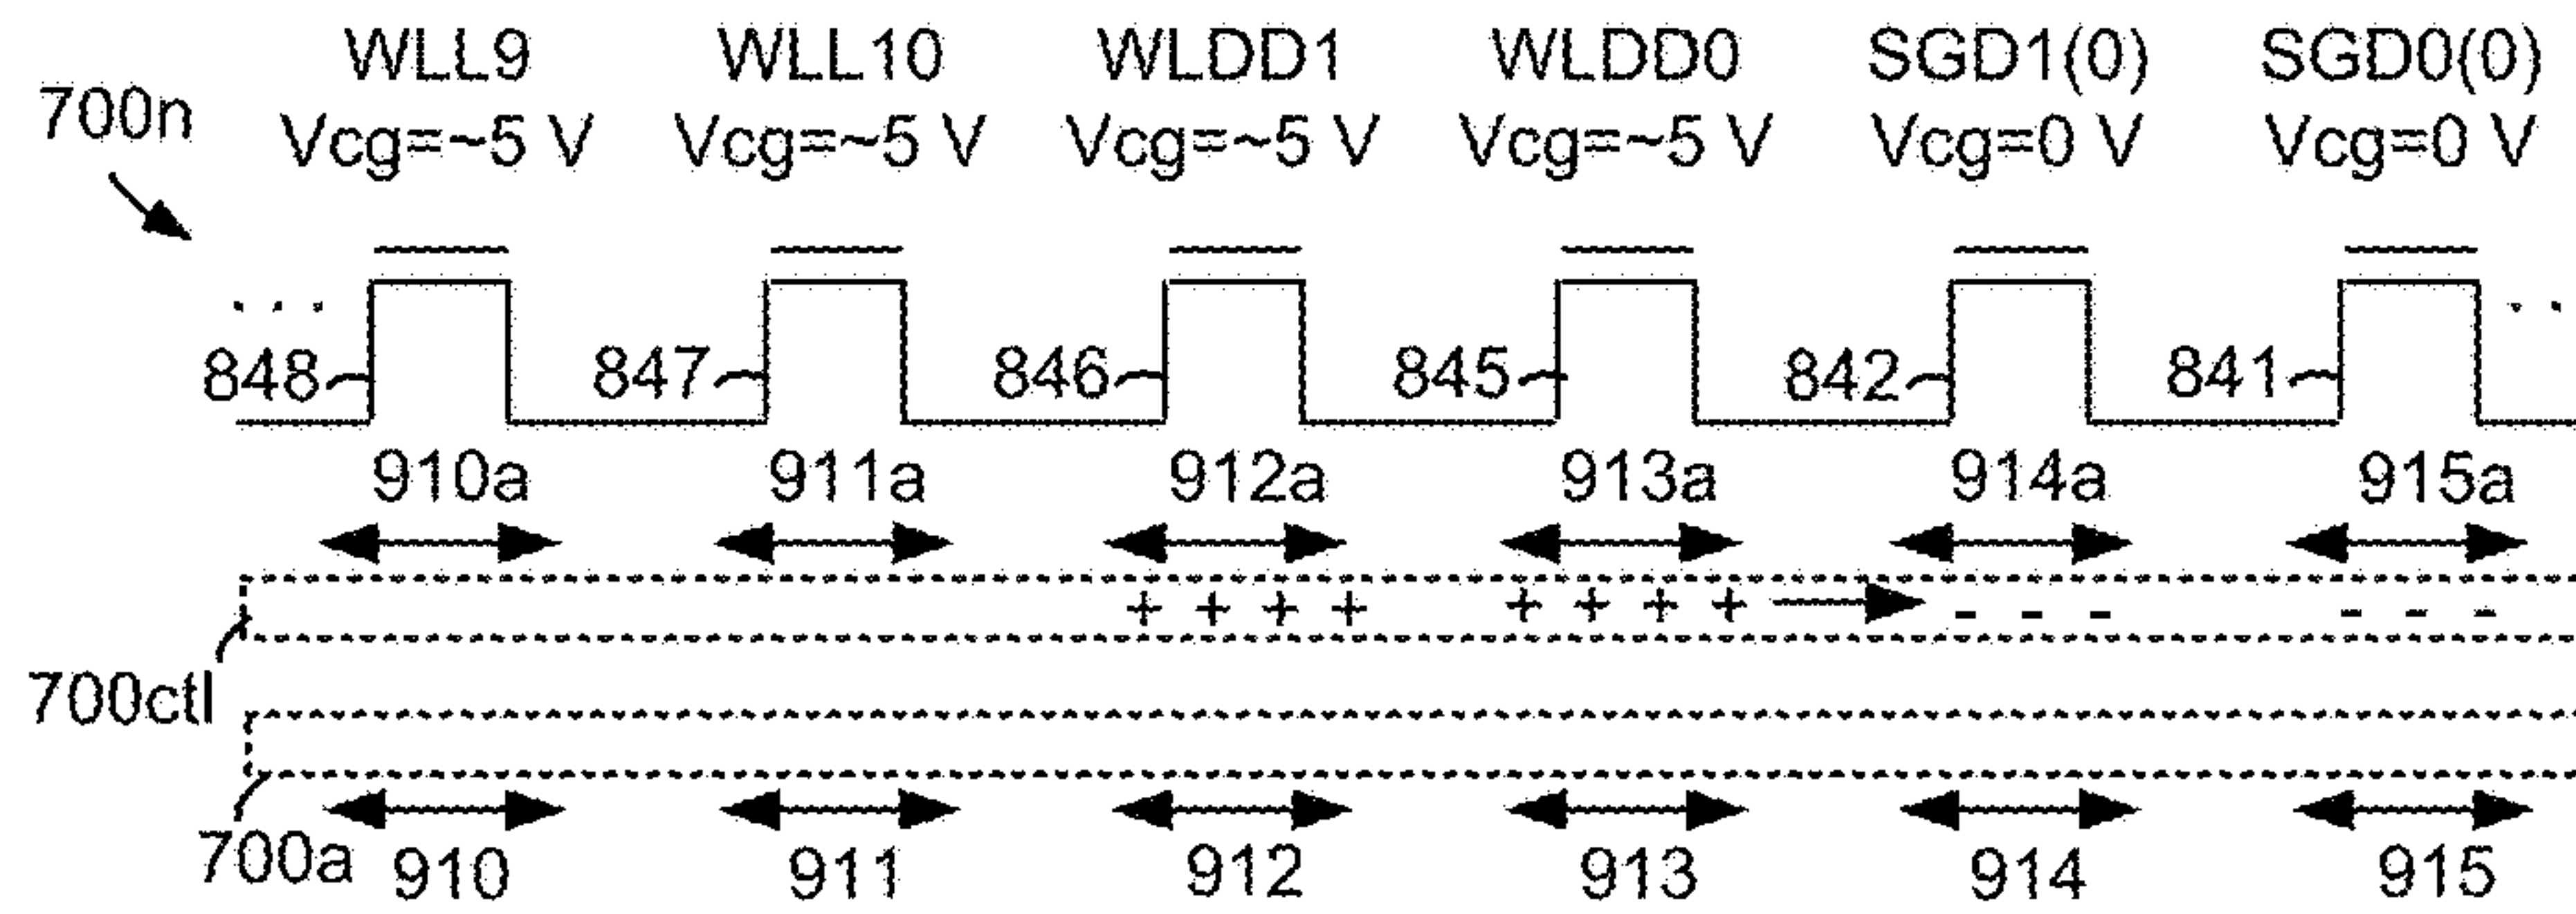 WLL9 WLL10 WLDD1 WLDD0 SGD1(0) SGD0(0)
700n Vcg=~5 V Vcg=~5 V Vcg=~5 V Vcg=~5 V Vcg=0 V Vcg=0 V
. . . . .
848 847 846 845 842 841
910a 911a 912a 913a 914a 915a
+ + + + + + + + - - - - - -
700ctl
700a 910 911 912 913 914 915